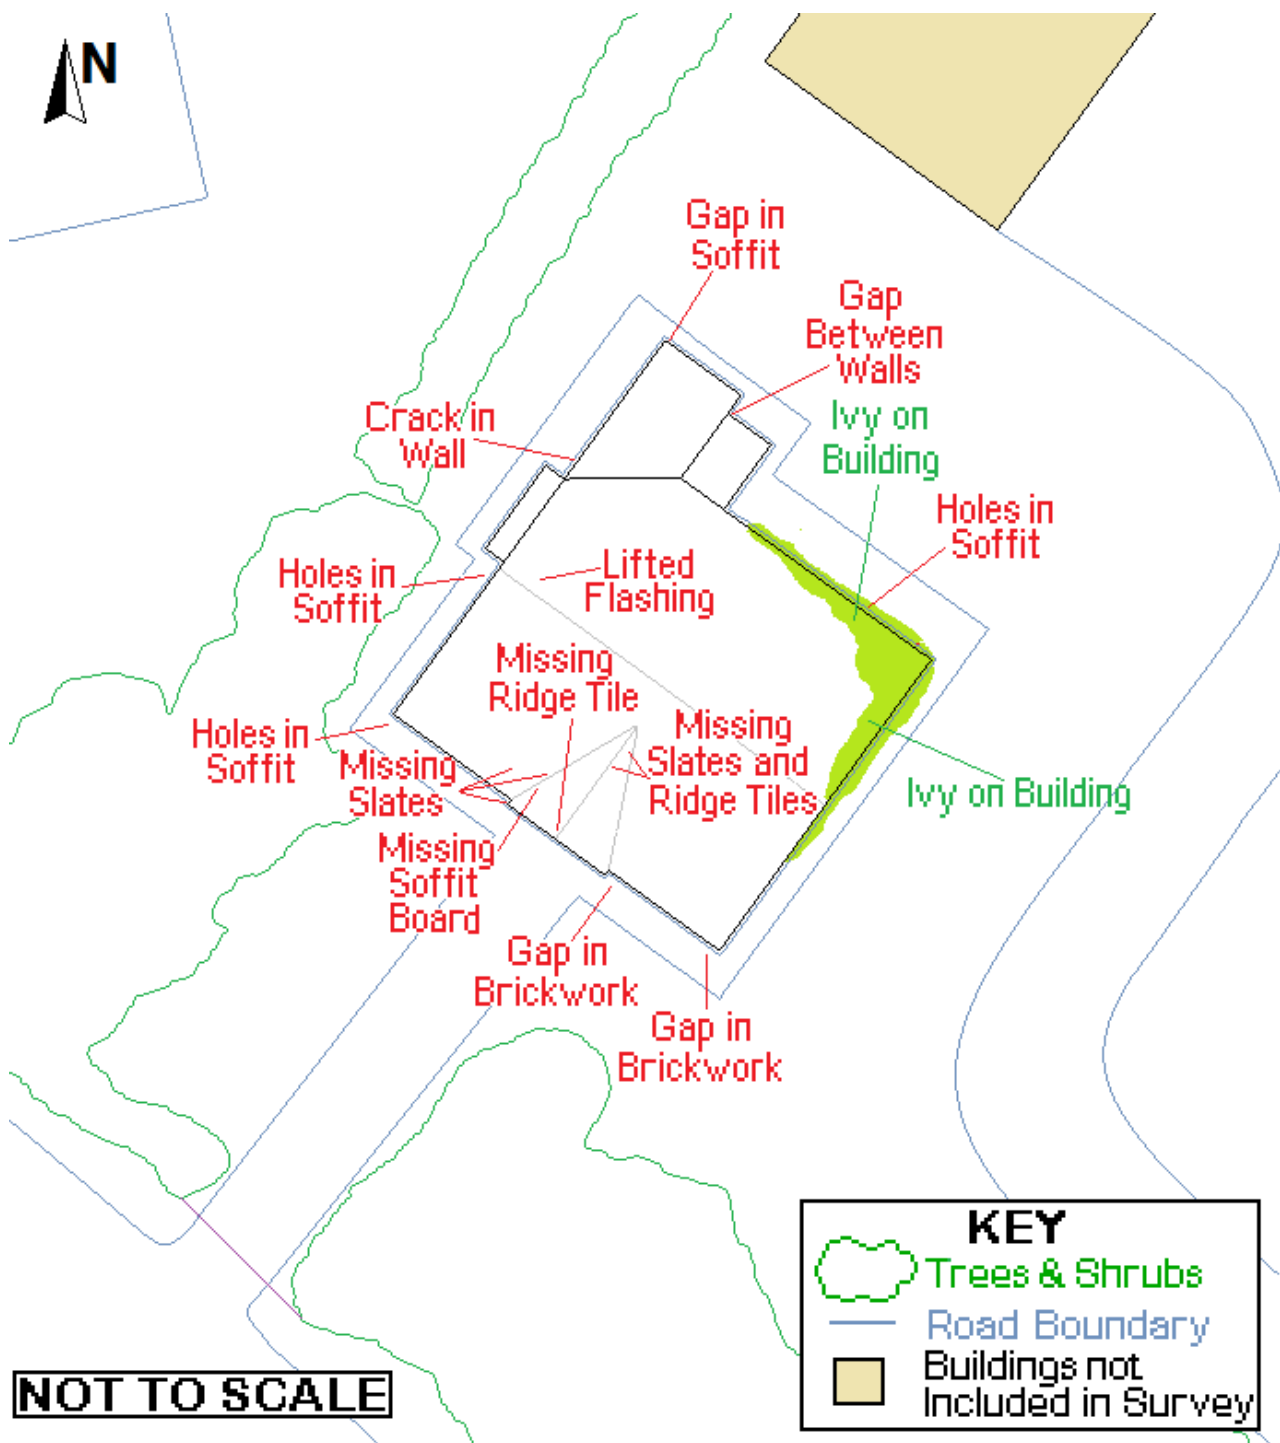 N
Gap in
Soffit
Gap
Between
Walls
Crack in
Wall
Ivy on
Building
Holes in
Soffit
Holes in
Soffit
Lifted
Flashing
Missing
Ridge Tile
Missing
Slates and
Ridge Tiles
Holes in
Soffit
Missing
Slates
Ivy on Building
Missing
Soffit
Board
Gap in
Brickwork
Gap in
Brickwork
KEY
Trees & Shrubs
Road Boundary
Buildings not
Included in Survey
NOT TO SCALE